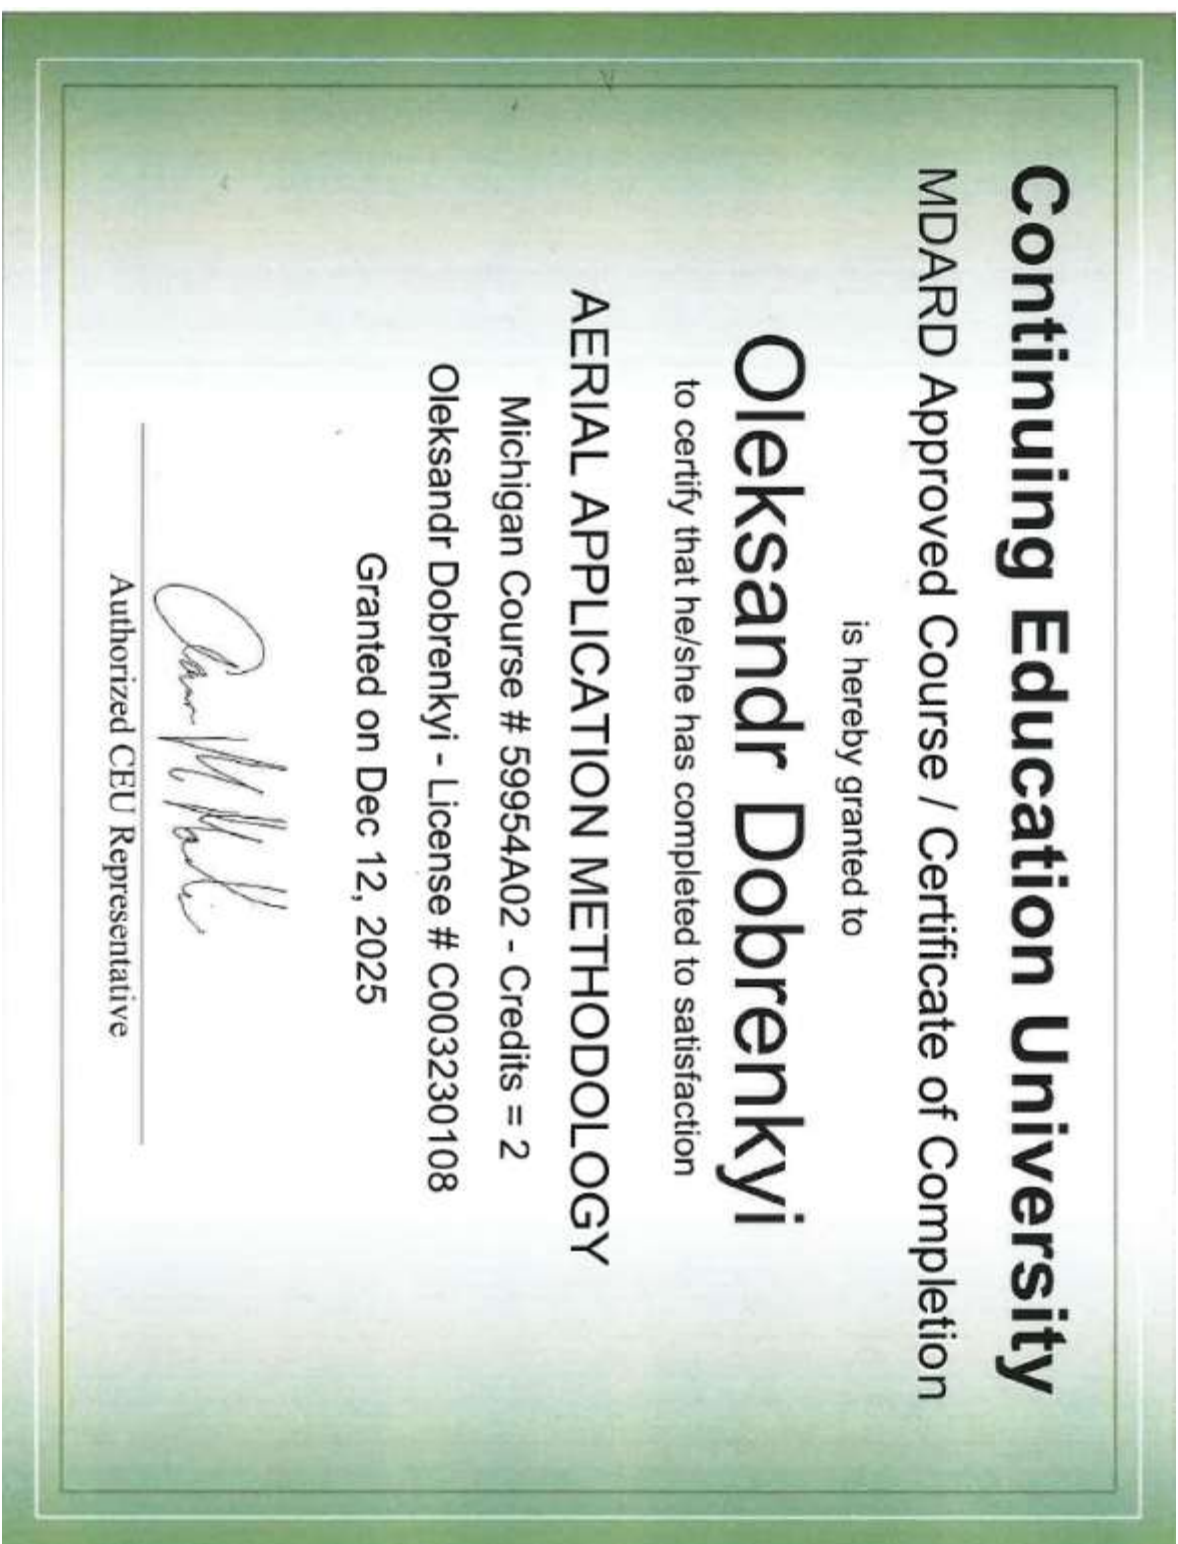 Continuing Education University
MDARD Approved Course / Certificate of Completion
is hereby granted to
Oleksandr Dobrenkyi
to certify that he/she has completed to satisfaction
AERIAL APPLICATION METHODOLOGY
Michigan Course # 59954A02 - Credits = 2
Oleksandr Dobrenkyi - License # C003230108
Granted on Dec 12, 2025
Authorized CEU Representative